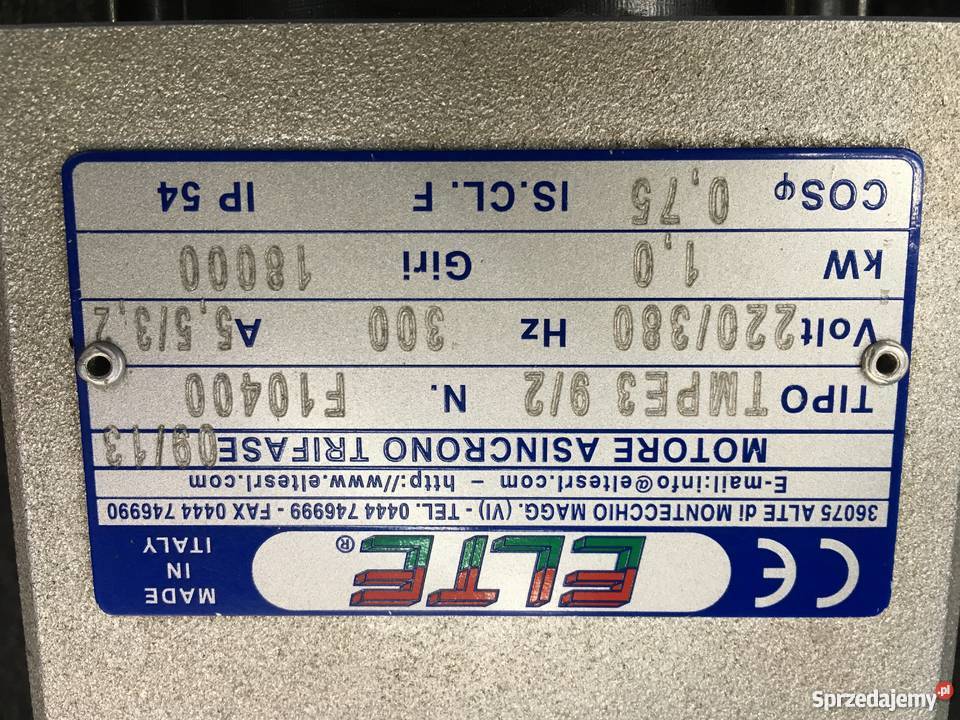 CE ELTE ® MADE IN ITALY
36075 ALTE di MONTECCHIO MAGG. (VI) - TEL. 0444 746999 - FAX 0444 746990
E-mail:info@eltesrl.com - http://www.eltesrl.com
MOTORE ASINCRONO TRIFASE 09/13
TIPO TMPE3 9/2 N. F10400
Volt 220/380 Hz 300 A 5,5/3,2
kW 1,0 Giri 18000
COSφ 0,75 IS.CL. F IP 54
Sprzedajemy.pl